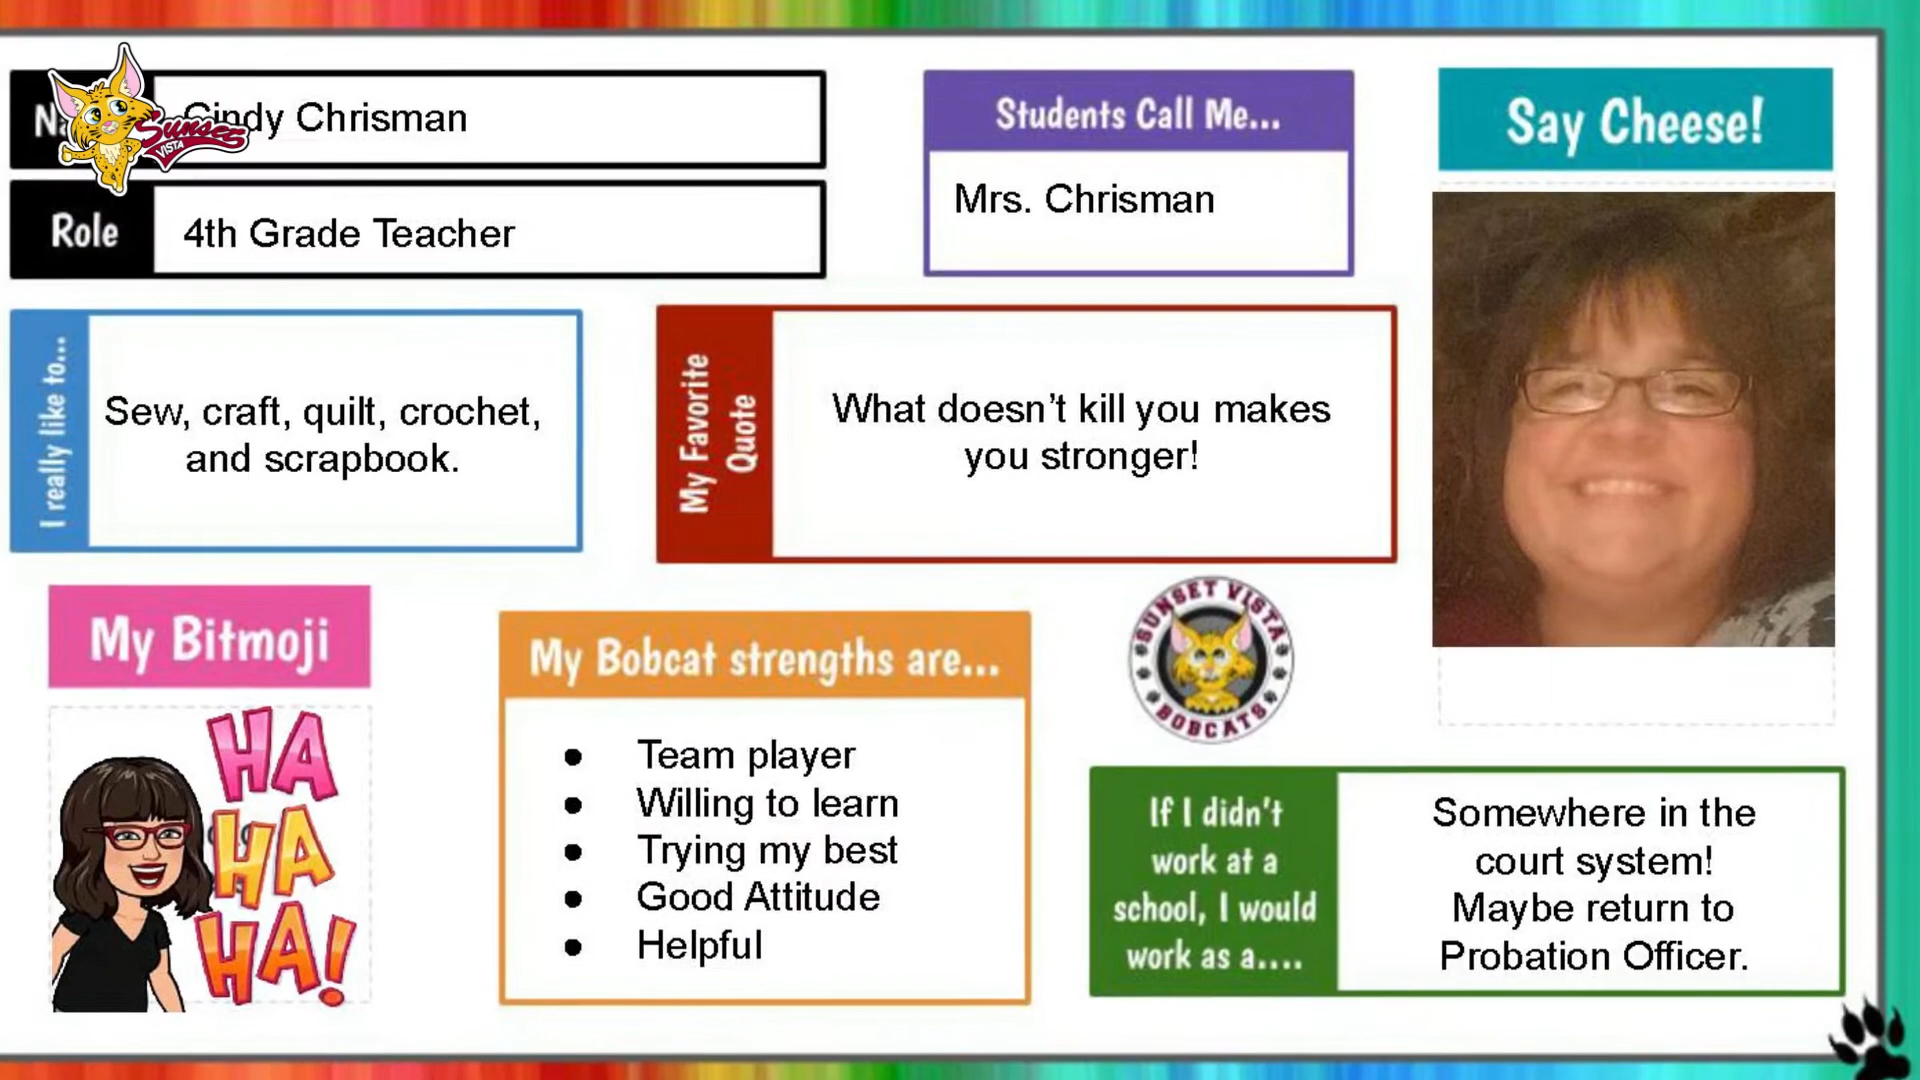 Cindy Chrisman
Sunset
VISTA
Role
4th Grade Teacher
Students Call Me...
Mrs. Chrisman
Say Cheese!
I really like to...
Sew, craft, quilt, crochet,
and scrapbook.
My Favorite
Quote
What doesn't kill you makes
you stronger!
My Bitmoji
HA
HA
HA!
My Bobcat strengths are...
● Team player
● Willing to learn
● Trying my best
● Good Attitude
● Helpful
SUNSET VISTA
BOBCATS
If I didn't
work at a
school, I would
work as a....
Somewhere in the
court system!
Maybe return to
Probation Officer.